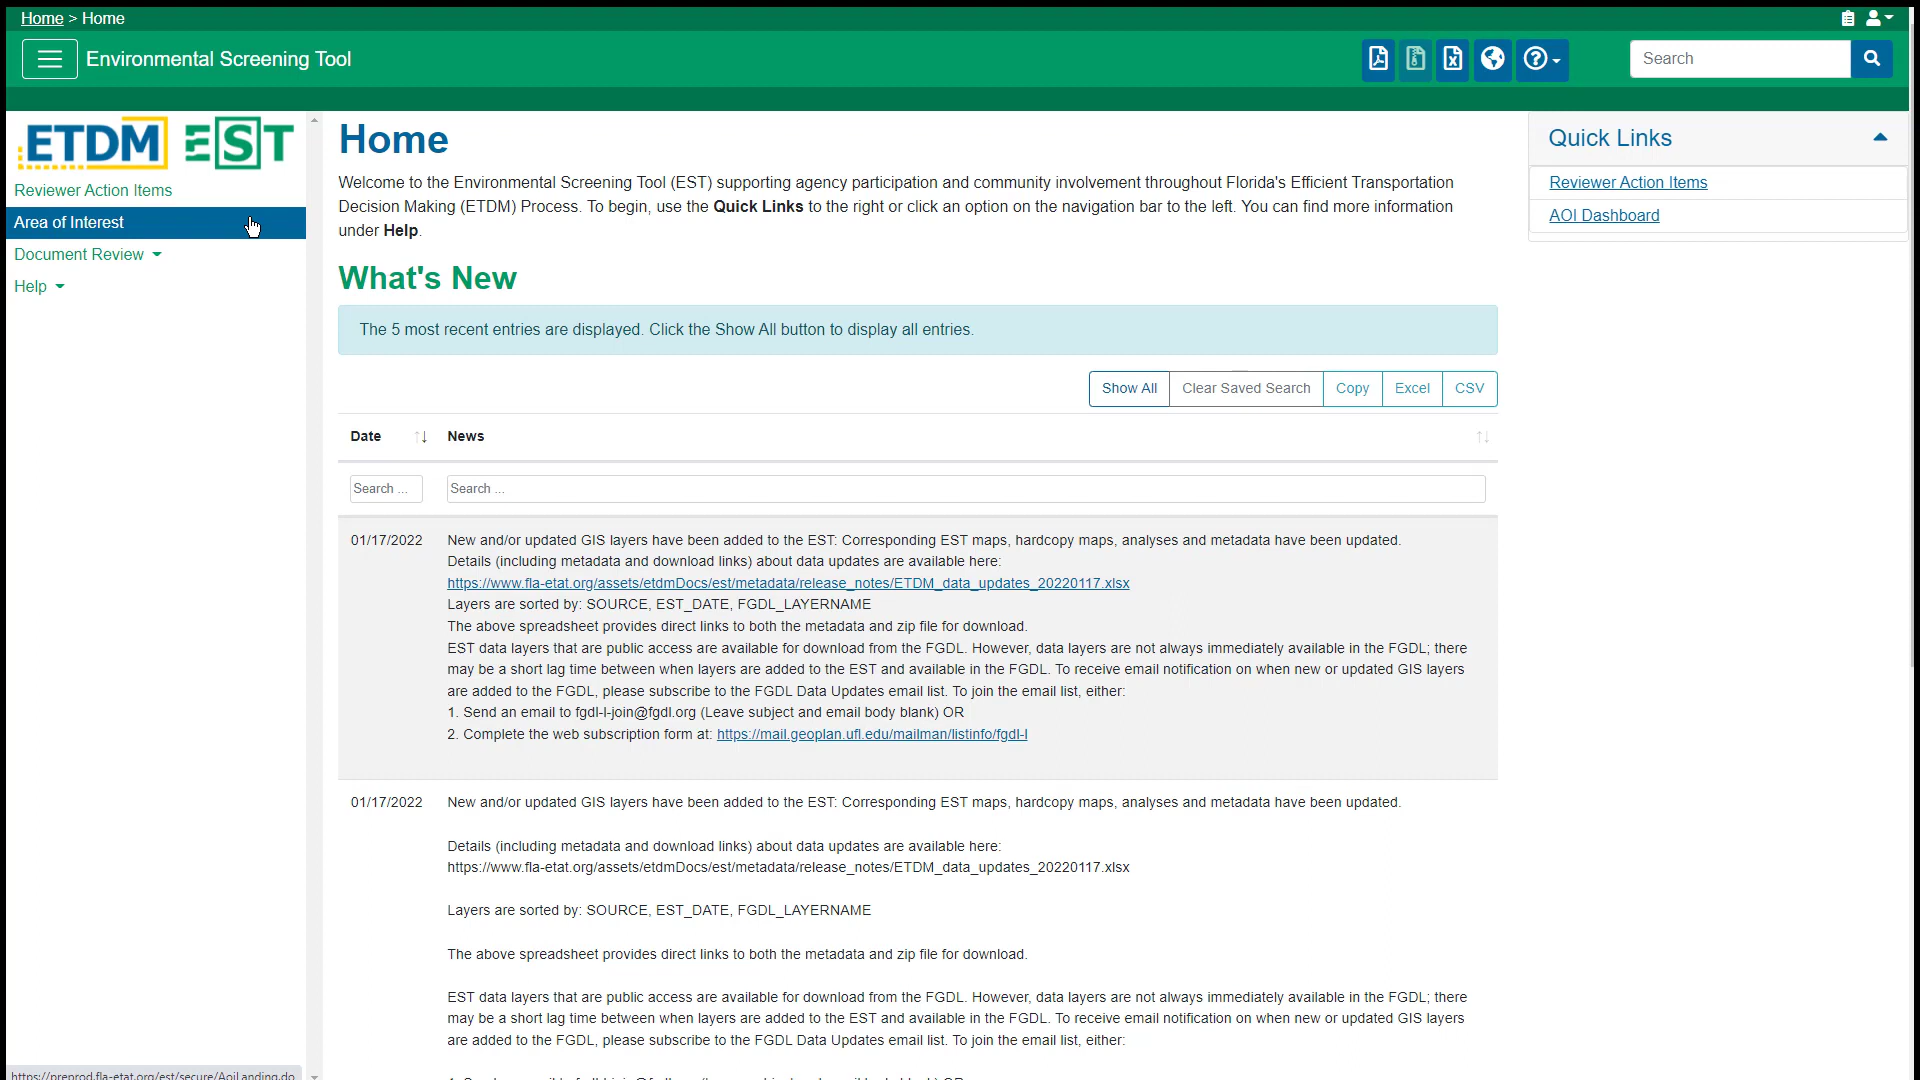 Home > Home
Environmental Screening Tool
Search
ETDM EST
Reviewer Action Items
Area of Interest
Document Review
Help
Home
Welcome to the Environmental Screening Tool (EST) supporting agency participation and community involvement throughout Florida's Efficient Transportation
Decision Making (ETDM) Process. To begin, use the Quick Links to the right or click an option on the navigation bar to the left. You can find more information
under Help.
What's New
The 5 most recent entries are displayed. Click the Show All button to display all entries.
Show All Clear Saved Search Copy Excel CSV
Date News
Search ... Search ...
01/17/2022 New and/or updated GIS layers have been added to the EST: Corresponding EST maps, hardcopy maps, analyses and metadata have been updated.
Details (including metadata and download links) about data updates are available here:
https://www.fla-etat.org/assets/etdmDocs/est/metadata/release_notes/ETDM_data_updates_20220117.xlsx
Layers are sorted by: SOURCE, EST_DATE, FGDL_LAYERNAME
The above spreadsheet provides direct links to both the metadata and zip file for download.
EST data layers that are public access are available for download from the FGDL. However, data layers are not always immediately available in the FGDL; there
may be a short lag time between when layers are added to the EST and available in the FGDL. To receive email notification on when new or updated GIS layers
are added to the FGDL, please subscribe to the FGDL Data Updates email list. To join the email list, either:
1. Send an email to fgdl-l-join@fgdl.org (Leave subject and email body blank) OR
2. Complete the web subscription form at: https://mail.geoplan.ufl.edu/mailman/listinfo/fgdl-l
01/17/2022 New and/or updated GIS layers have been added to the EST: Corresponding EST maps, hardcopy maps, analyses and metadata have been updated.
Details (including metadata and download links) about data updates are available here:
https://www.fla-etat.org/assets/etdmDocs/est/metadata/release_notes/ETDM_data_updates_20220117.xlsx
Layers are sorted by: SOURCE, EST_DATE, FGDL_LAYERNAME
The above spreadsheet provides direct links to both the metadata and zip file for download.
EST data layers that are public access are available for download from the FGDL. However, data layers are not always immediately available in the FGDL; there
may be a short lag time between when layers are added to the EST and available in the FGDL. To receive email notification on when new or updated GIS layers
are added to the FGDL, please subscribe to the FGDL Data Updates email list. To join the email list, either:
Quick Links
Reviewer Action Items
AOI Dashboard
https://preprod.fla-etat.org/est/secure/AoiLanding.do